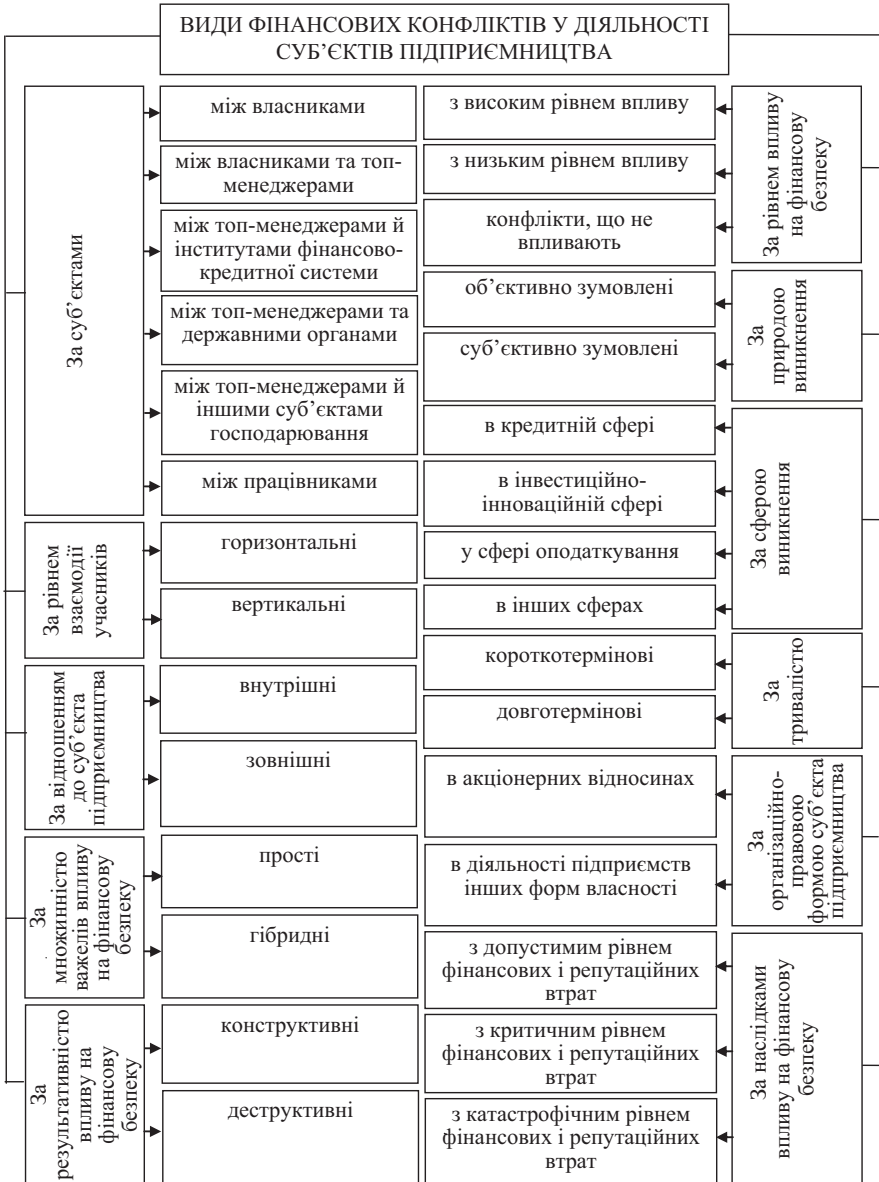 ВИДИ ФІНАНСОВИХ КОНФЛІКТІВ У ДІЯЛЬНОСТІ
СУБ’ЄКТІВ ПІДПРИЄМНИЦТВА
За суб’єктами
між власниками
між власниками та топ-
менеджерами
між топ-менеджерами й
інститутами фінансово-
кредитної системи
між топ-менеджерами та
державними органами
між топ-менеджерами й
іншими суб’єктами
господарювання
між працівниками
За рівнем
взаємодії
учасників
горизонтальні
вертикальні
За відношенням
до суб’єкта
підприємництва
внутрішні
зовнішні
За
множинністю
важелів впливу
на фінансову
безпеку
прості
гібридні
За
результативністю
впливу на
фінансову
безпеку
конструктивні
деструктивні
За рівнем впливу
на фінансову
безпеку
з високим рівнем впливу
з низьким рівнем впливу
конфлікти, що не
впливають
За
природою
виникнення
об’єктивно зумовлені
суб’єктивно зумовлені
За сферою
виникнення
в кредитній сфері
в інвестиційно-
інноваційній сфері
у сфері оподаткування
в інших сферах
За
тривалістю
короткотермінові
довготермінові
За
організаційно-
правовою
формою суб’єкта
підприємництва
в акціонерних відносинах
в діяльності підприємств
інших форм власності
За наслідками
впливу на фінансову
безпеку
з допустимим рівнем
фінансових і репутаційних
втрат
з критичним рівнем
фінансових і репутаційних
втрат
з катастрофічним рівнем
фінансових і репутаційних
втрат